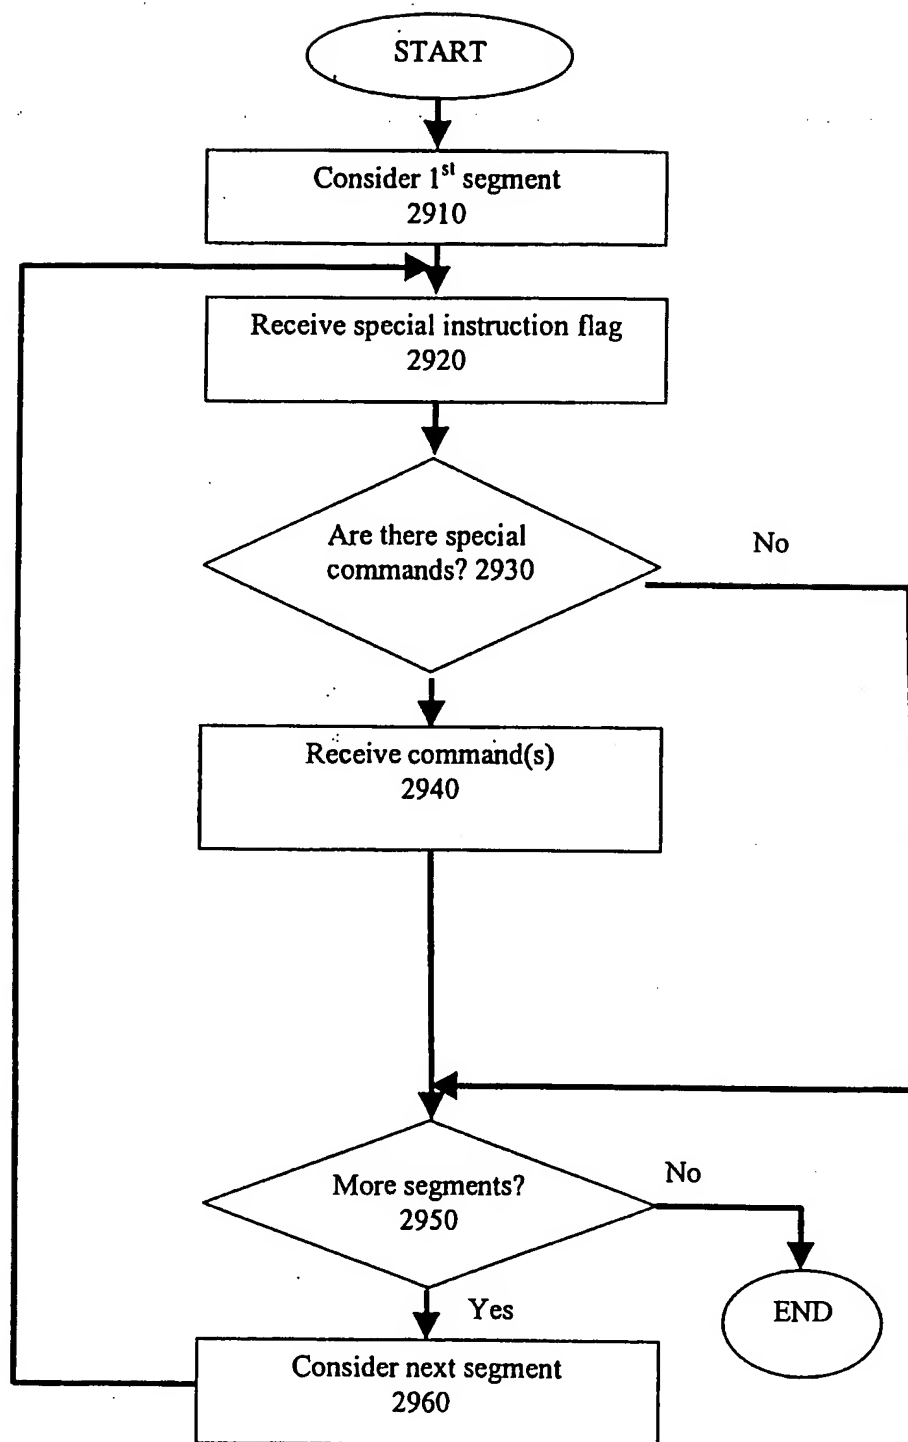 START
Consider 1st segment
2910
Receive special instruction flag
2920
Are there special
commands? 2930
No
Receive command(s)
2940
More segments?
2950
No
Yes
END
Consider next segment
2960